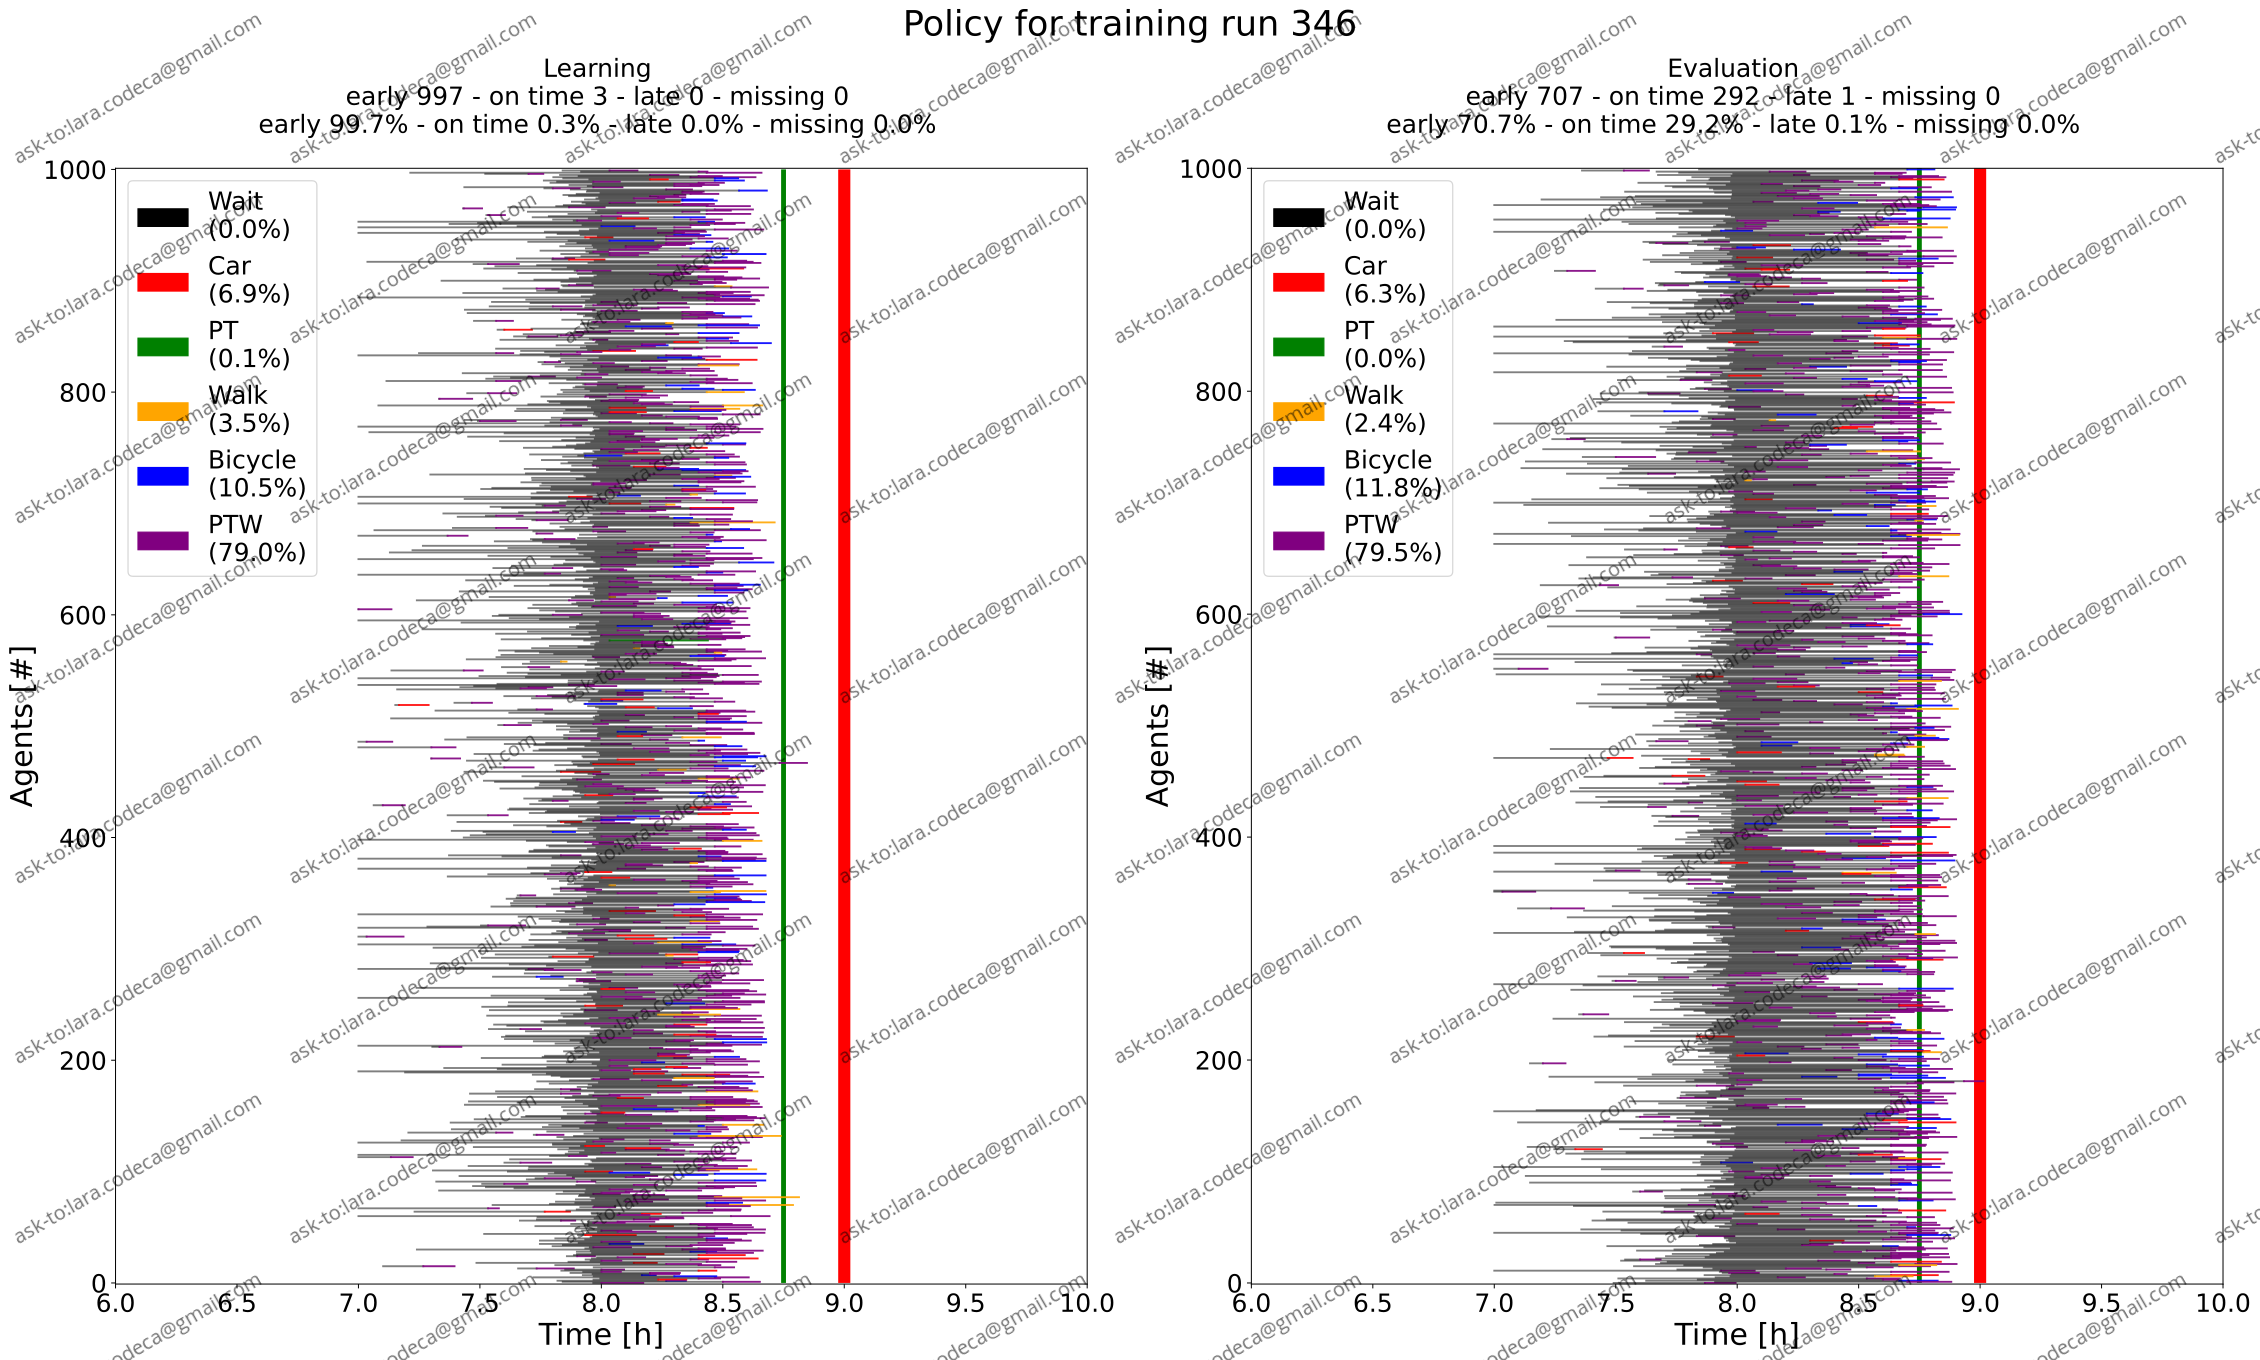 Policy for training run 346
Learning
early 997 - on time 3 - late 0 - missing 0
early 99.7% - on time 0.3% - late 0.0% - missing 0.0%
Wait
(0.0%)
Car
(6.9%)
PT
(0.1%)
Walk
(3.5%)
Bicycle
(10.5%)
PTW
(79.0%)
Agents [#]
1000
800
600
400
200
0
6.0 6.5 7.0 7.5 8.0 8.5 9.0 9.5 10.0
Time [h]
Evaluation
early 707 - on time 292 - late 1 - missing 0
early 70.7% - on time 29.2% - late 0.1% - missing 0.0%
Wait
(0.0%)
Car
(6.3%)
PT
(0.0%)
Walk
(2.4%)
Bicycle
(11.8%)
PTW
(79.5%)
Agents [#]
1000
800
600
400
200
0
6.0 6.5 7.0 7.5 8.0 8.5 9.0 9.5 10.0
Time [h]
ask-to:lara.codeca@gmail.com